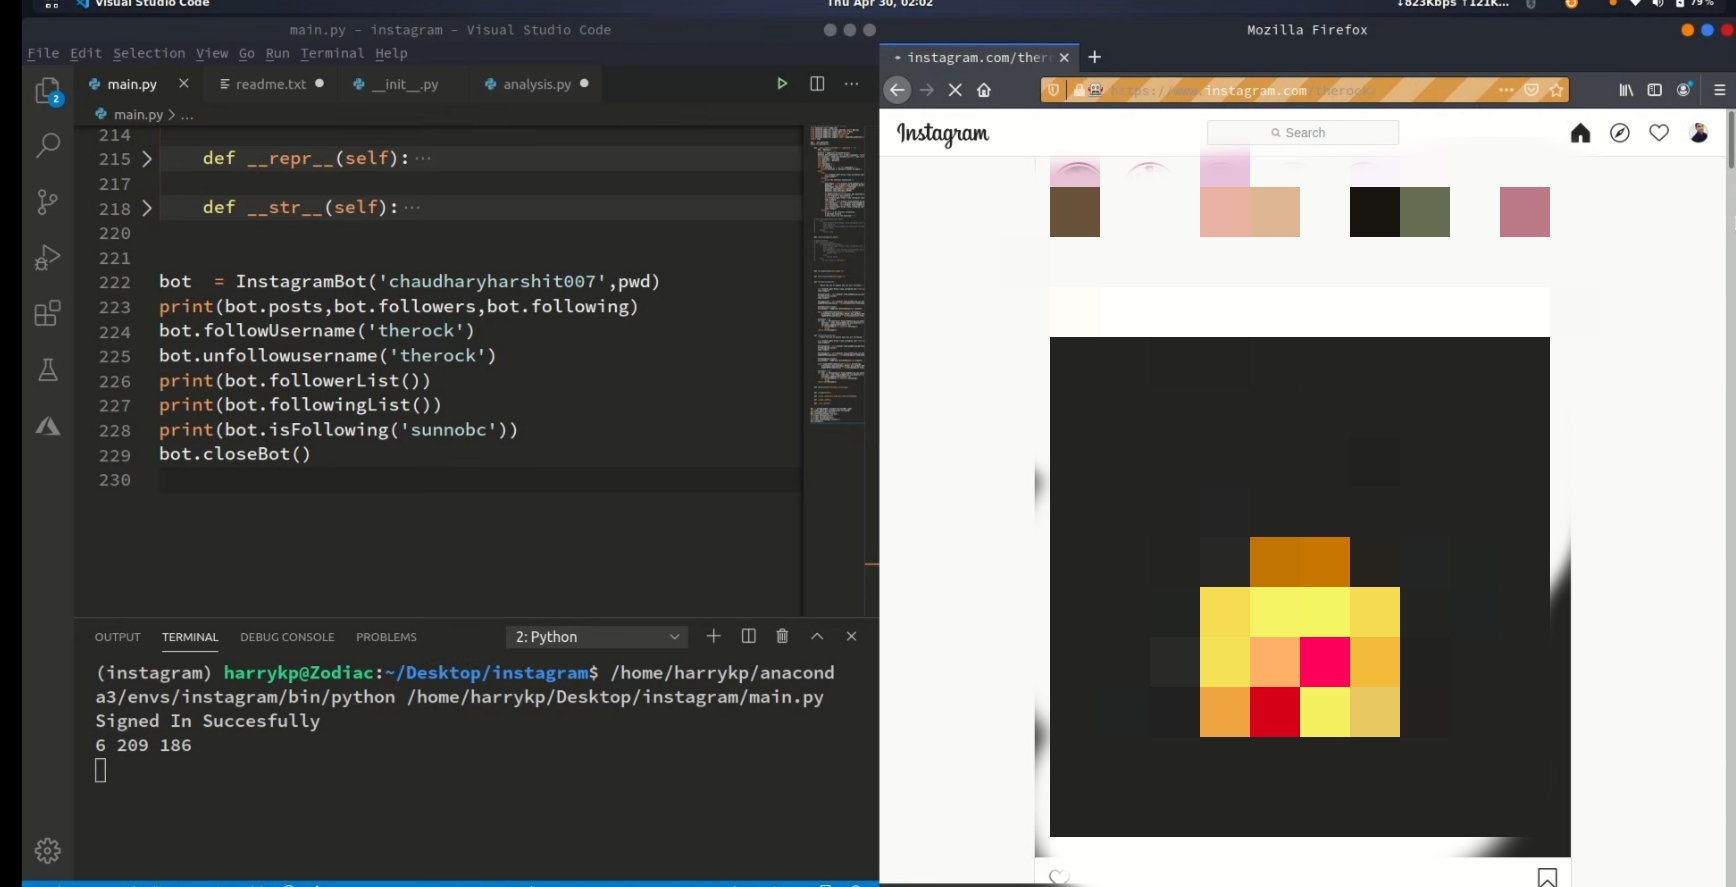 Visual Studio Code
Thu Apr 30, 02:02
↓823Kbps ↑121K...
79%
main.py - instagram - Visual Studio Code
File Edit Selection View Go Run Terminal Help
main.py
readme.txt
__init__.py
analysis.py
main.py > ...
214
215 def __repr__(self):···
217
218 def __str__(self):···
220
221
222 bot  = InstagramBot('chaudharyharshit007',pwd)
223 print(bot.posts,bot.followers,bot.following)
224 bot.followUsername('therock')
225 bot.unfollowusername('therock')
226 print(bot.followerList())
227 print(bot.followingList())
228 print(bot.isFollowing('sunnobc'))
229 bot.closeBot()
230
2
OUTPUT TERMINAL DEBUG CONSOLE PROBLEMS
2: Python
(instagram) harrykp@Zodiac:~/Desktop/instagram$ /home/harrykp/anacond
a3/envs/instagram/bin/python /home/harrykp/Desktop/instagram/main.py
Signed In Succesfully
6 209 186
Mozilla Firefox
instagram.com/ther
https://www.instagram.com/therock/
Instagram
Search